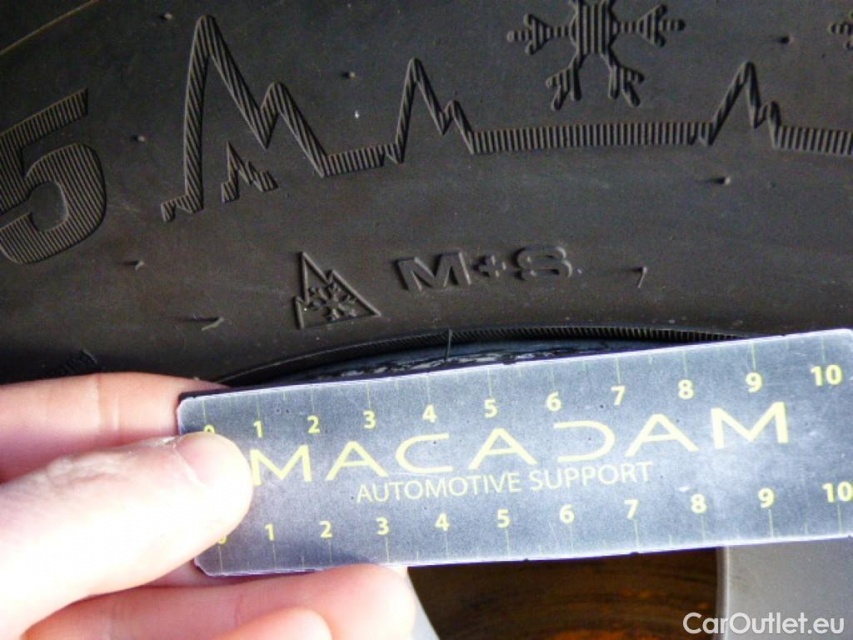 5
M+S
0 1 2 3 4 5 6 7 8 9 10
MACADAM
AUTOMOTIVE SUPPORT
1 2 3 4 5 6 7 8 9 10
CarOutlet.eu